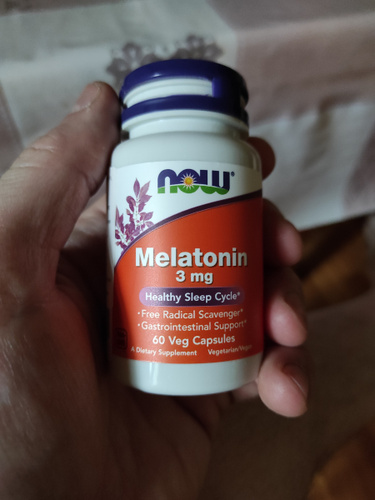 NOW
Melatonin
3 mg
Healthy Sleep Cycle*
• Free Radical Scavenger*
• Gastrointestinal Support*
60 Veg Capsules
A Dietary Supplement Vegetarian/Vegan